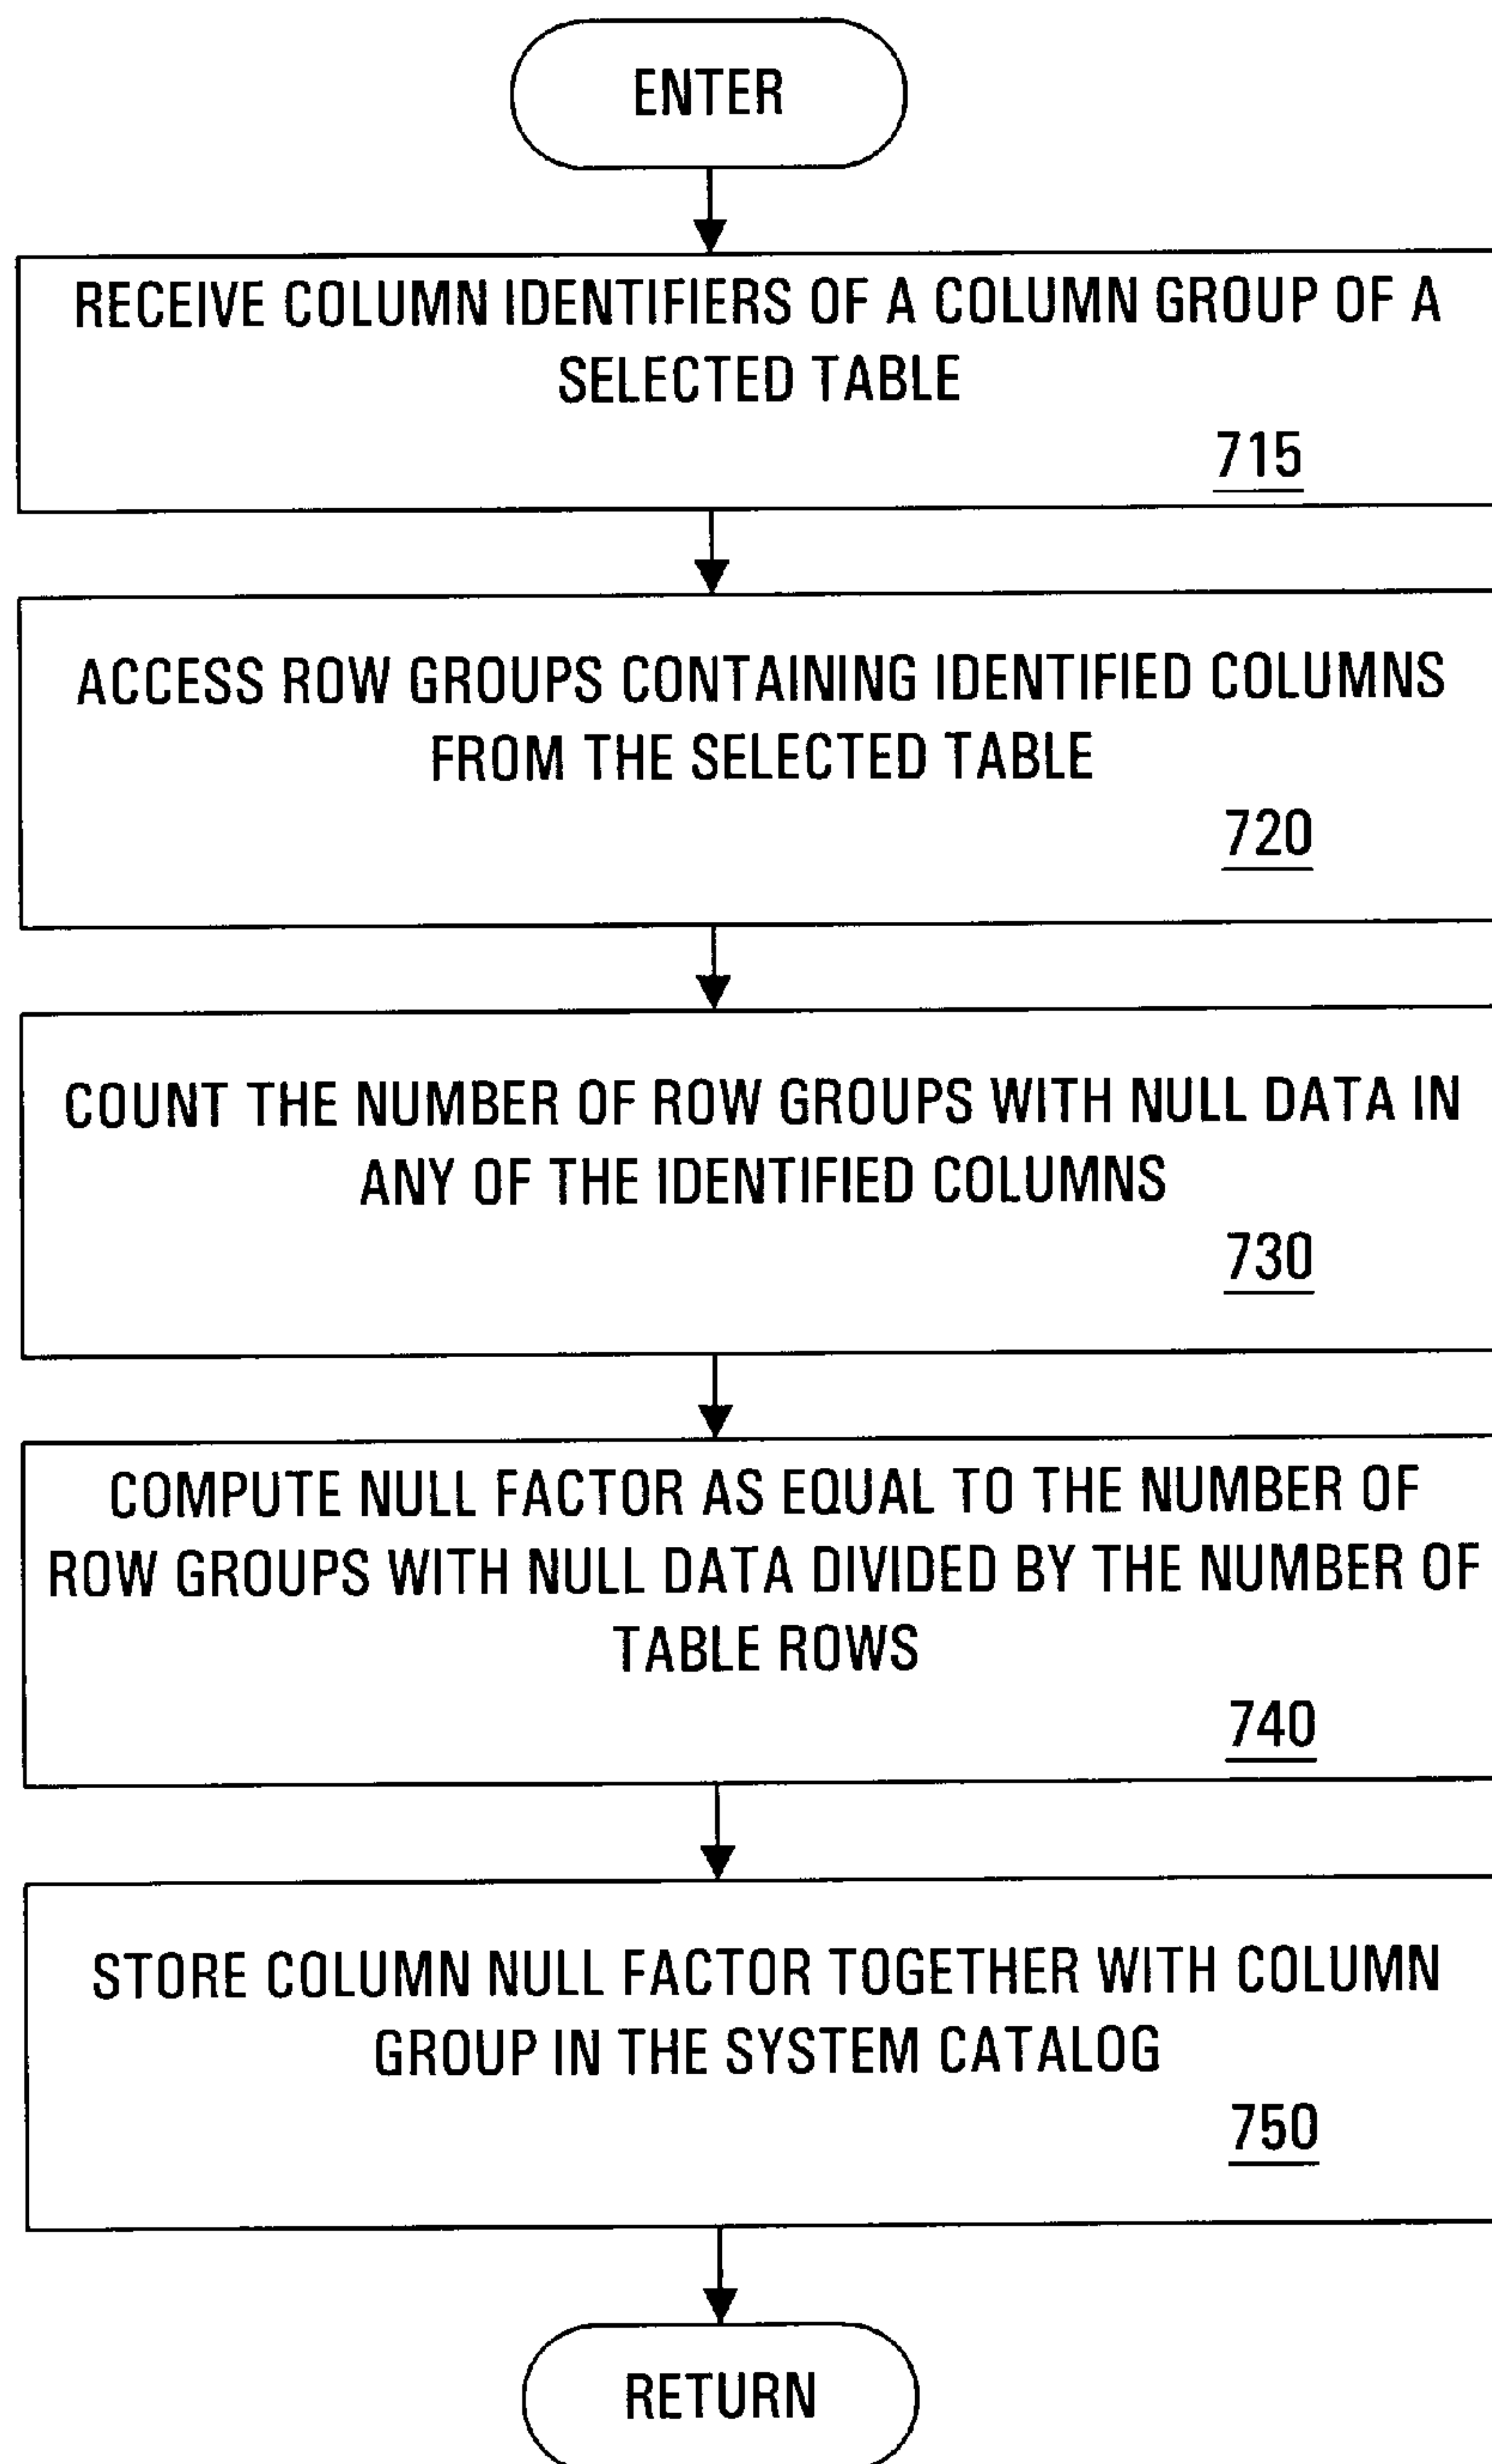 ENTER
RECEIVE COLUMN IDENTIFIERS OF A COLUMN GROUP OF A
SELECTED TABLE
715
ACCESS ROW GROUPS CONTAINING IDENTIFIED COLUMNS
FROM THE SELECTED TABLE
720
COUNT THE NUMBER OF ROW GROUPS WITH NULL DATA IN
ANY OF THE IDENTIFIED COLUMNS
730
COMPUTE NULL FACTOR AS EQUAL TO THE NUMBER OF
ROW GROUPS WITH NULL DATA DIVIDED BY THE NUMBER OF
TABLE ROWS
740
STORE COLUMN NULL FACTOR TOGETHER WITH COLUMN
GROUP IN THE SYSTEM CATALOG
750
RETURN